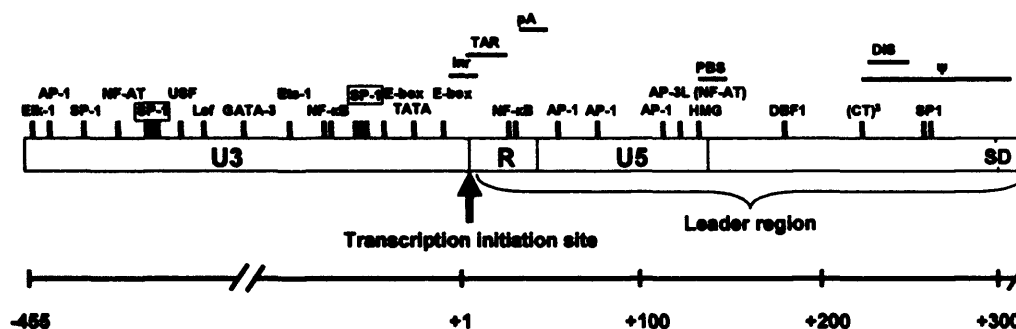 pA
TAR
Inr
DIS
Ψ
PBS
AP-1 NF-AT SP-1 USF Ets-1 SP-1 E-box E-box AP-3L (NF-AT)
Elk-1 SP-1 Lef GATA-3 NF-κB TATA NF-κB AP-1 AP-1 AP-1 HMG DBF1 (CT)³ SP1
U3 R U5 SD
Leader region
Transcription initiation site
-455 +1 +100 +200 +300